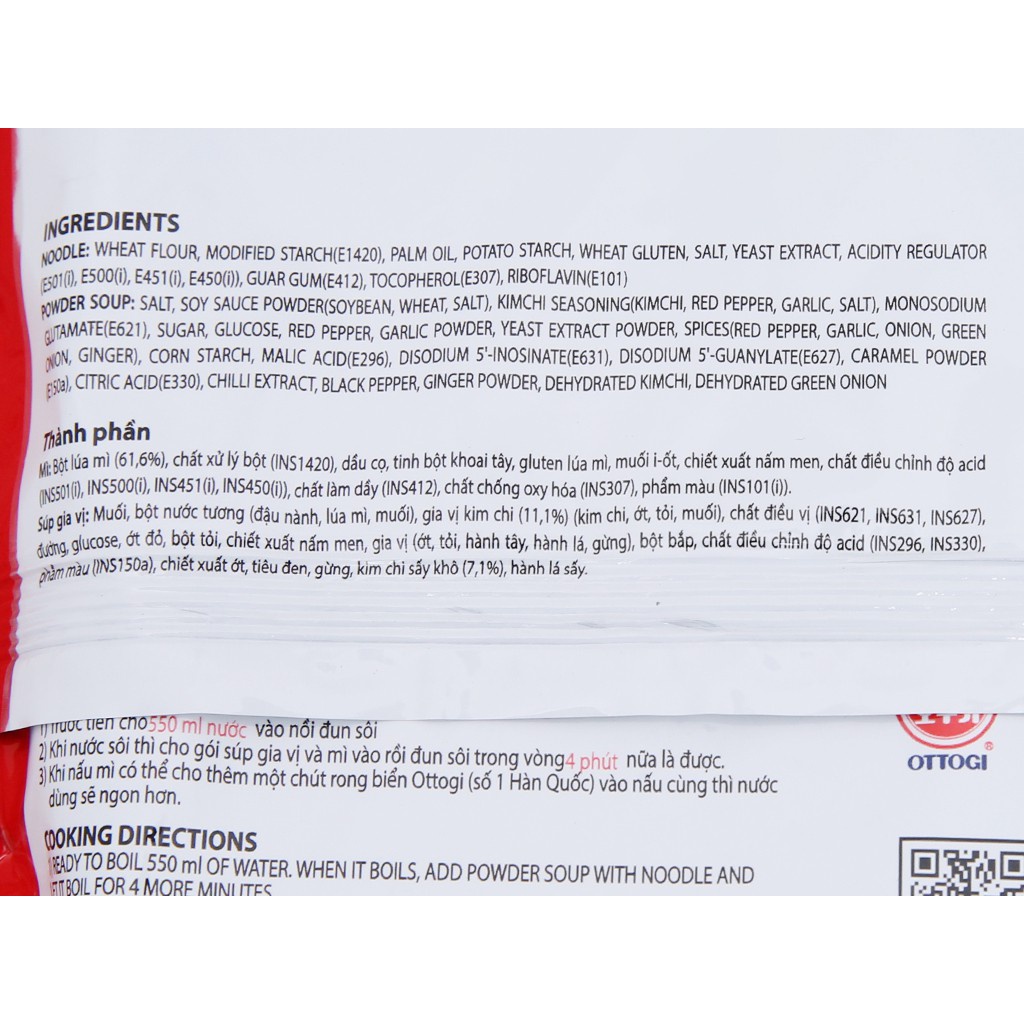 INGREDIENTS
NOODLE: WHEAT FLOUR, MODIFIED STARCH(E1420), PALM OIL, POTATO STARCH, WHEAT GLUTEN, SALT, YEAST EXTRACT, ACIDITY REGULATOR
(E501(i), E500(i), E451(i), E450(i)), GUAR GUM(E412), TOCOPHEROL(E307), RIBOFLAVIN(E101)
POWDER SOUP: SALT, SOY SAUCE POWDER(SOYBEAN, WHEAT, SALT), KIMCHI SEASONING(KIMCHI, RED PEPPER, GARLIC, SALT), MONOSODIUM
GLUTAMATE(E621), SUGAR, GLUCOSE, RED PEPPER, GARLIC POWDER, YEAST EXTRACT POWDER, SPICES(RED PEPPER, GARLIC, ONION, GREEN
ONION, GINGER), CORN STARCH, MALIC ACID(E296), DISODIUM 5'-INOSINATE(E631), DISODIUM 5'-GUANYLATE(E627), CARAMEL POWDER
(E150a), CITRIC ACID(E330), CHILLI EXTRACT, BLACK PEPPER, GINGER POWDER, DEHYDRATED KIMCHI, DEHYDRATED GREEN ONION
Thành phần
Mì: Bột lúa mì (61,6%), chất xử lý bột (INS1420), dầu cọ, tinh bột khoai tây, gluten lúa mì, muối i-ốt, chiết xuất nấm men, chất điều chỉnh độ acid
(INS501(i), INS500(i), INS451(i), INS450(i)), chất làm dầy (INS412), chất chống oxy hóa (INS307), phẩm màu (INS101(i)).
Súp gia vị: Muối, bột nước tương (đậu nành, lúa mì, muối), gia vị kim chi (11,1%) (kim chi, ớt, tỏi, muối), chất điều vị (INS621, INS631, INS627),
đường, glucose, ớt đỏ, bột tỏi, chiết xuất nấm men, gia vị (ớt, tỏi, hành tây, hành lá, gừng), bột bắp, chất điều chỉnh độ acid (INS296, INS330),
phẩm màu (INS150a), chiết xuất ớt, tiêu đen, gừng, kim chi sấy khô (7,1%), hành lá sấy.
1) Trước tiên cho 550 ml nước vào nồi đun sôi
2) Khi nước sôi thì cho gói súp gia vị và mì vào rồi đun sôi trong vòng 4 phút nữa là được.
3) Khi nấu mì có thể cho thêm một chút rong biển Ottogi (số 1 Hàn Quốc) vào nấu cùng thì nước
dùng sẽ ngon hơn.
OTTOGI
COOKING DIRECTIONS
READY TO BOIL 550 ml OF WATER. WHEN IT BOILS, ADD POWDER SOUP WITH NOODLE AND
LET IT BOIL FOR 4 MORE MINUTES